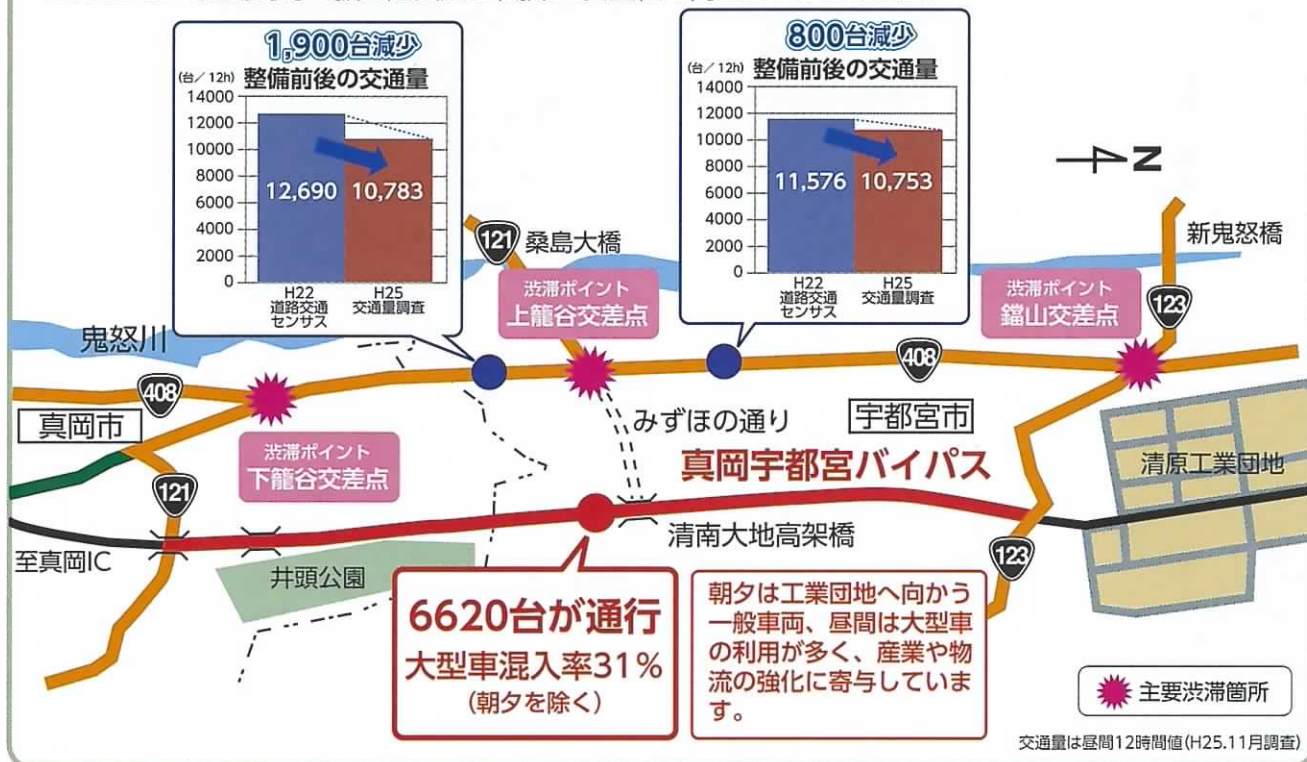 1,900台減少
(台/12h) 整備前後の交通量
14000
12000
10000
8000
6000
4000
2000
0
12,690
10,783
H22
道路交通
センサス
H25
交通量調査
800台減少
(台/12h) 整備前後の交通量
14000
12000
10000
8000
6000
4000
2000
0
11,576
10,753
H22
道路交通
センサス
H25
交通量調査
N
121
桑島大橋
新鬼怒橋
渋滞ポイント
上籠谷交差点
渋滞ポイント
鐺山交差点
123
鬼怒川
408
408
真岡市
みずほの通り
宇都宮市
渋滞ポイント
下籠谷交差点
真岡宇都宮バイパス
清原工業団地
121
至真岡IC
井頭公園
清南大地高架橋
123
6620台が通行
大型車混入率31%
(朝夕を除く)
朝夕は工業団地へ向かう
一般車両、昼間は大型車
の利用が多く、産業や物
流の強化に寄与していま
す。
主要渋滞箇所
交通量は昼間12時間値(H25.11月調査)